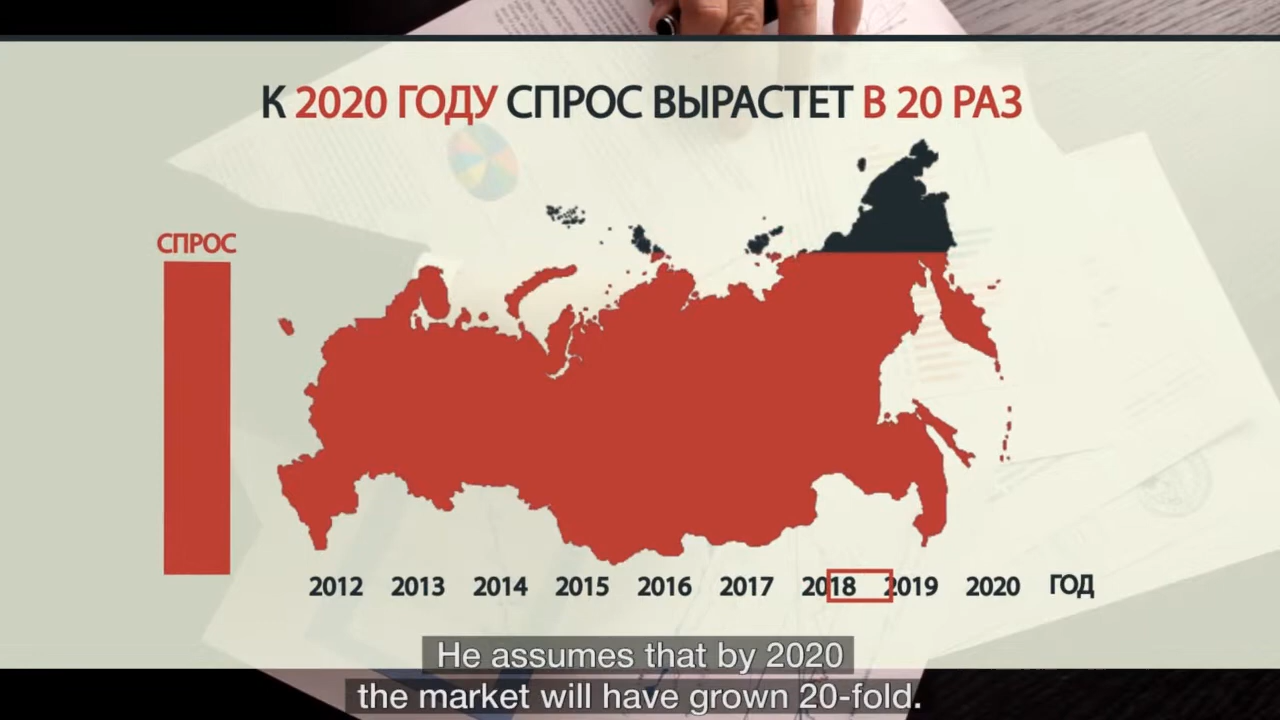 К 2020 ГОДУ СПРОС ВЫРАСТЕТ В 20 РАЗ
СПРОС
2012 2013 2014 2015 2016 2017 2018 2019 2020 ГОД
He assumes that by 2020
the market will have grown 20-fold.